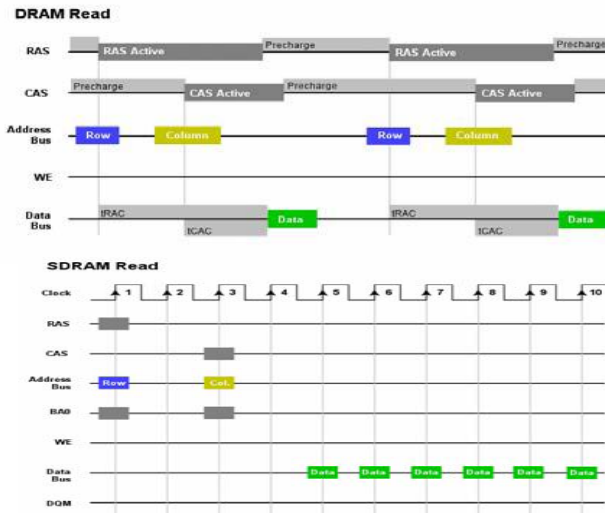 DRAM Read
Precharge Precharge
RAS RAS Active RAS Active
Precharge Precharge
CAS CAS Active CAS Active
Address Bus Row Column Row Column
WE
tRAC tRAC
Data Bus Data Data
tCAC tCAC
SDRAM Read
Clock 1 2 3 4 5 6 7 8 9 10
RAS
CAS
Address Bus Row Col.
BA0
WE
Data Bus Data Data Data Data Data Data
DQM